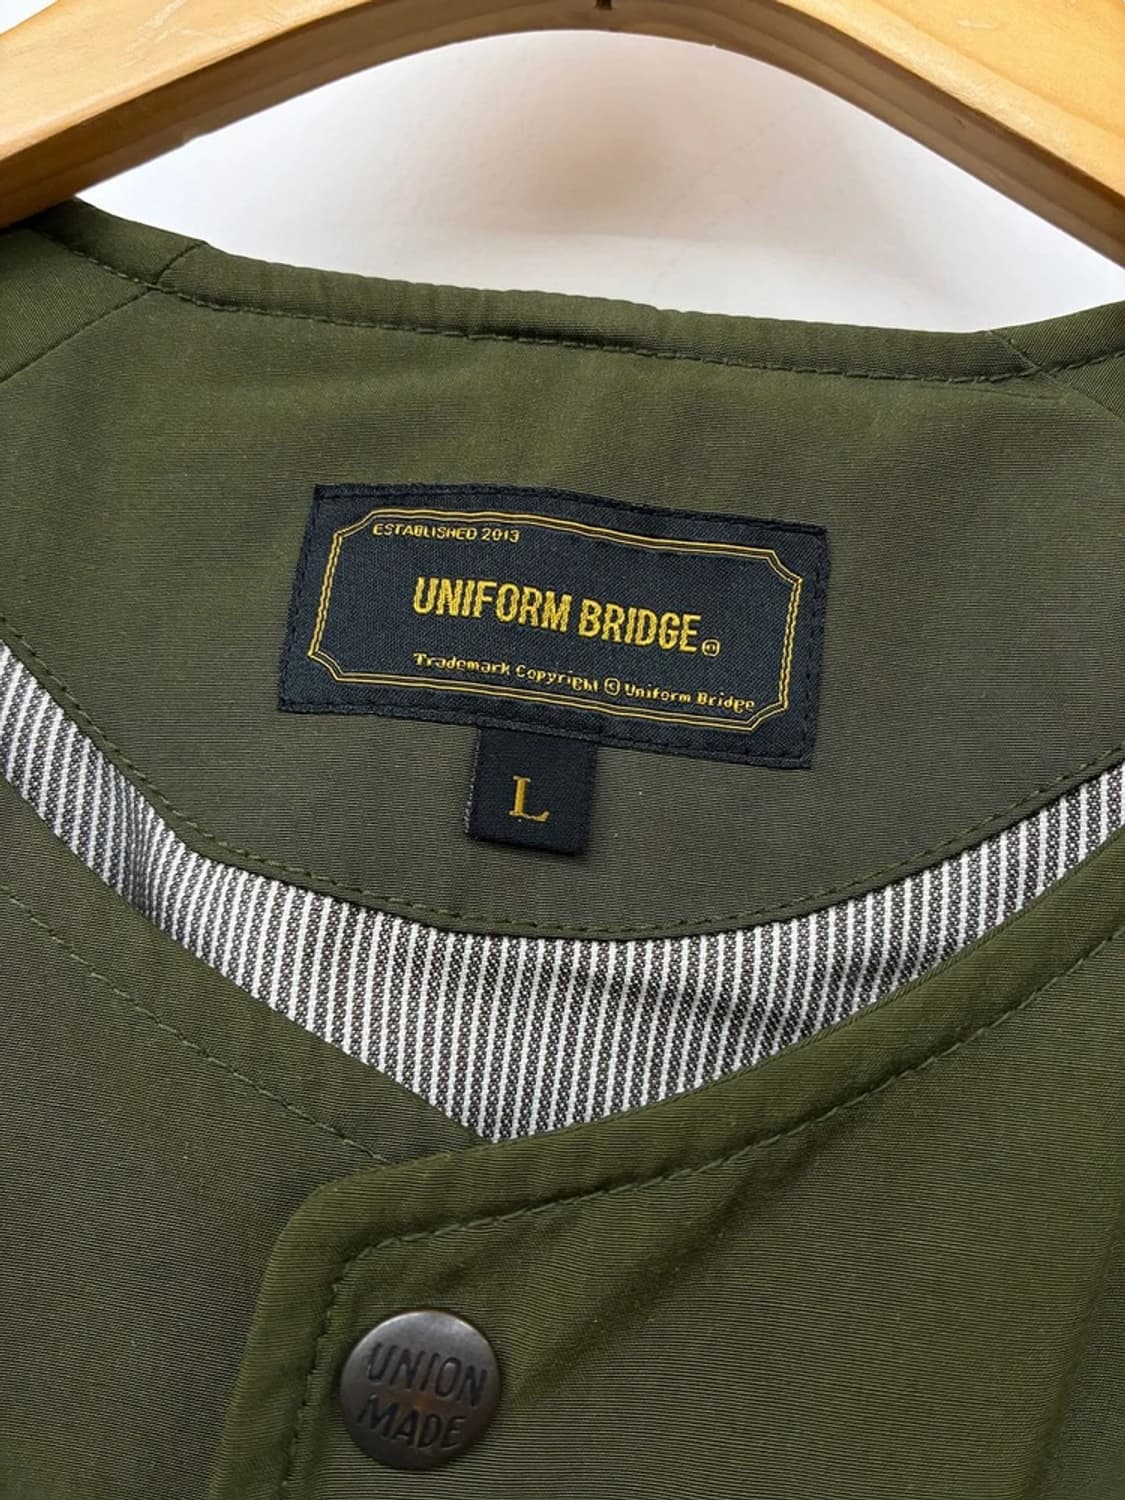 ESTABLISHED 2013
UNIFORM BRIDGE®
Trademark Copyright © Uniform Bridge
L
UNION
MADE